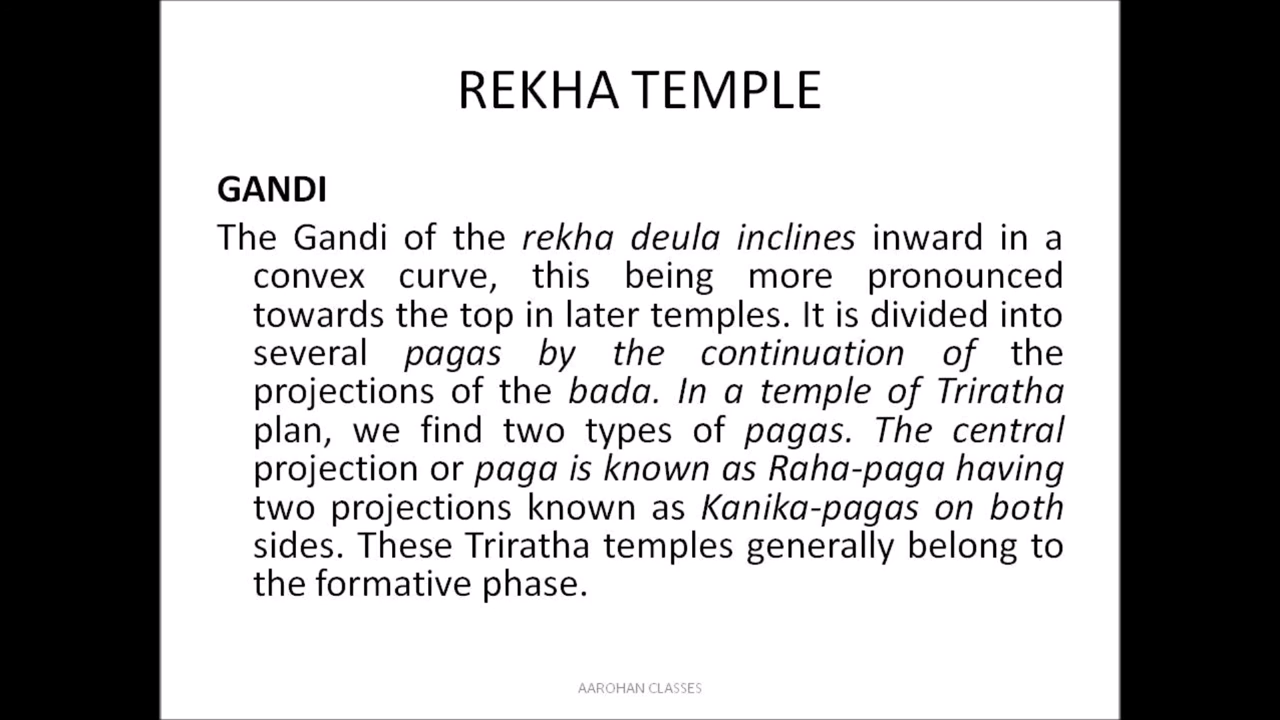 REKHA TEMPLE
GANDI
The Gandi of the rekha deula inclines inward in a
convex curve, this being more pronounced
towards the top in later temples. It is divided into
several pagas by the continuation of the
projections of the bada. In a temple of Triratha
plan, we find two types of pagas. The central
projection or paga is known as Raha-paga having
two projections known as Kanika-pagas on both
sides. These Triratha temples generally belong to
the formative phase.
AAROHAN CLASSES